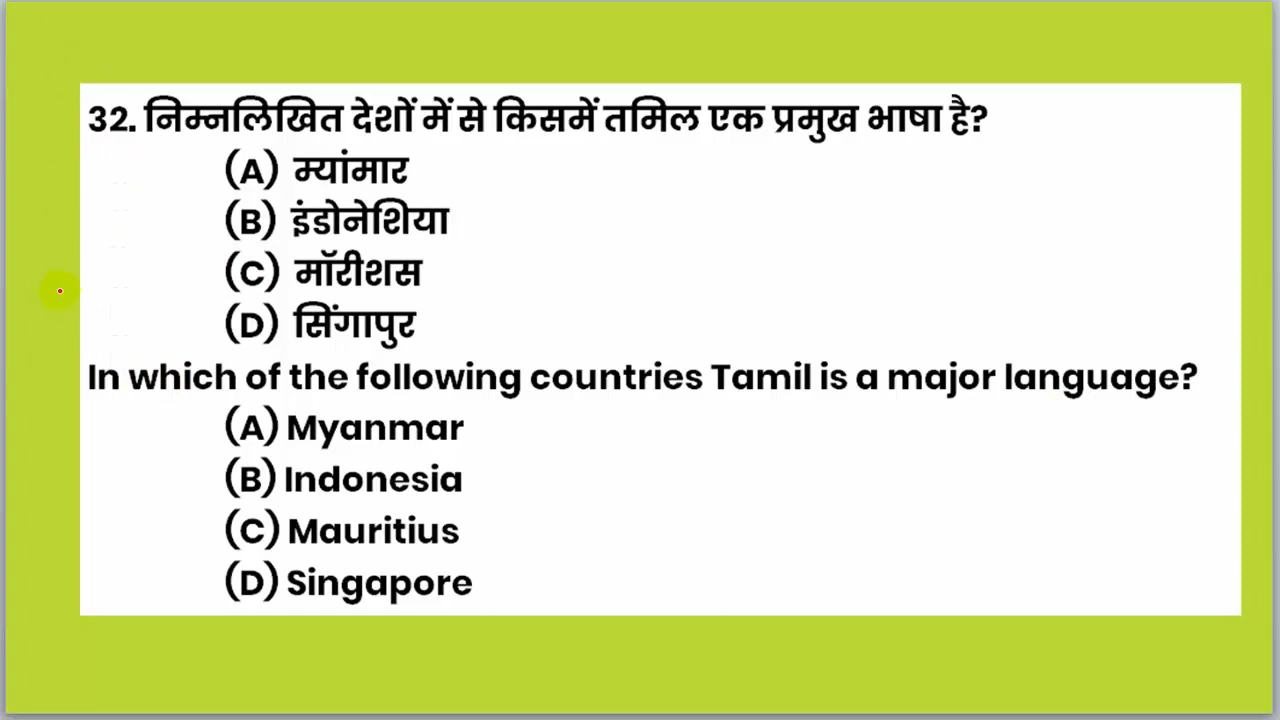 32. निम्नलिखित देशों में से किसमें तमिल एक प्रमुख भाषा है?
(A) म्यांमार
(B) इंडोनेशिया
(C) मॉरीशस
(D) सिंगापुर
In which of the following countries Tamil is a major language?
(A) Myanmar
(B) Indonesia
(C) Mauritius
(D) Singapore